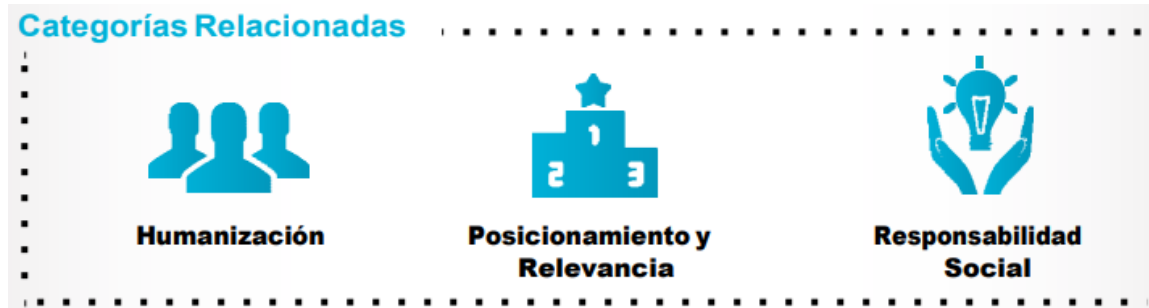 Categorías Relacionadas
1
2 3
Humanización
Posicionamiento y
Relevancia
Responsabilidad
Social